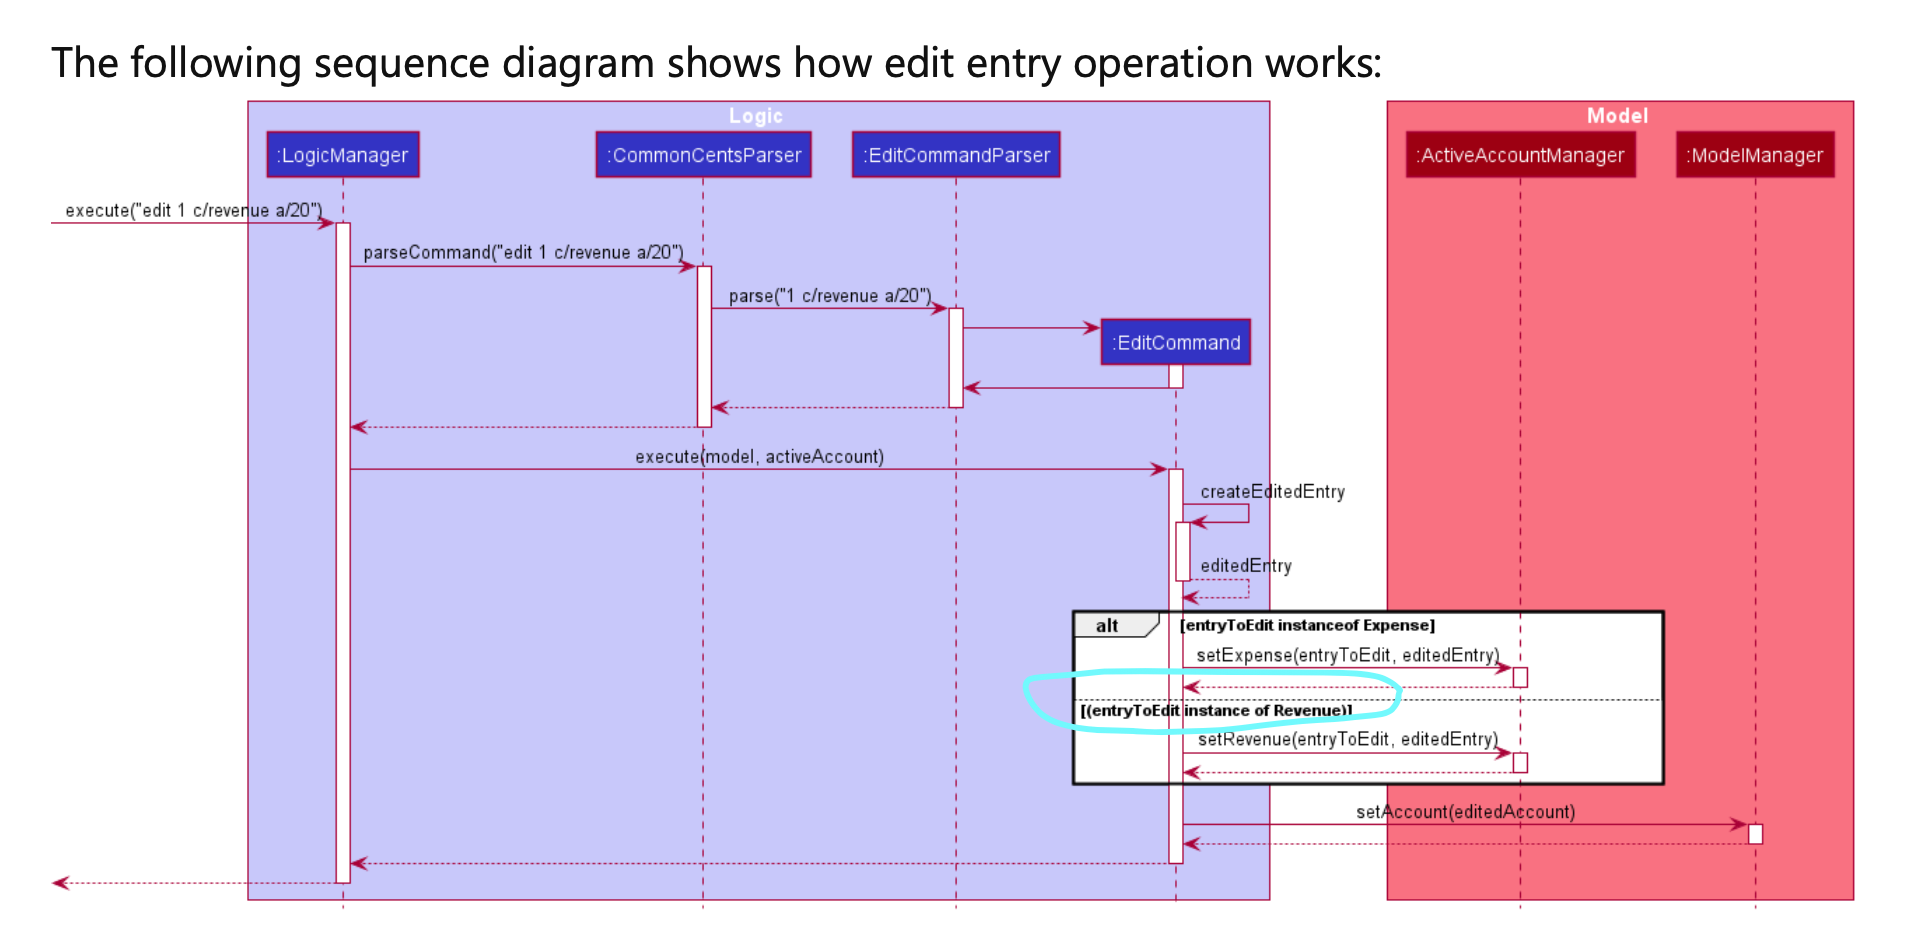 The following sequence diagram shows how edit entry operation works:
Logic
Model
:LogicManager
:CommonCentsParser
:EditCommandParser
:ActiveAccountManager
:ModelManager
execute("edit 1 c/revenue a/20")
parseCommand("edit 1 c/revenue a/20")
parse("1 c/revenue a/20")
:EditCommand
execute(model, activeAccount)
createEditedEntry
editedEntry
alt
[entryToEdit instanceof Expense]
setExpense(entryToEdit, editedEntry)
[(entryToEdit instance of Revenue)]
setRevenue(entryToEdit, editedEntry)
setAccount(editedAccount)